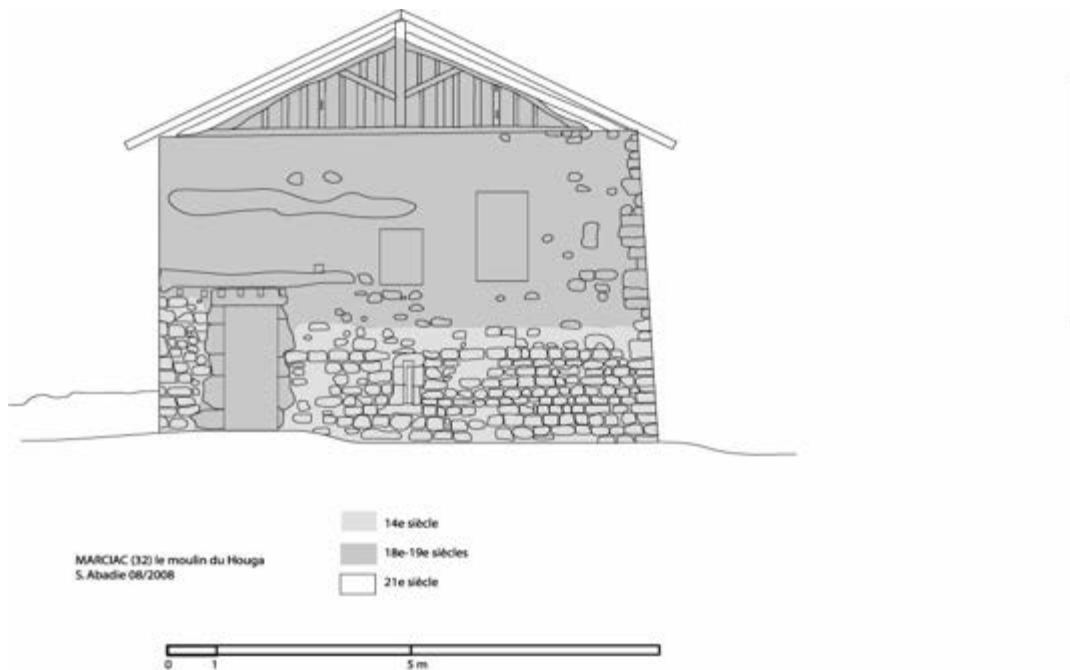 14e siècle
18e-19e siècles
21e siècle
MARCIAC (32) le moulin du Houga
S. Abadie 08/2008
0 1 5 m